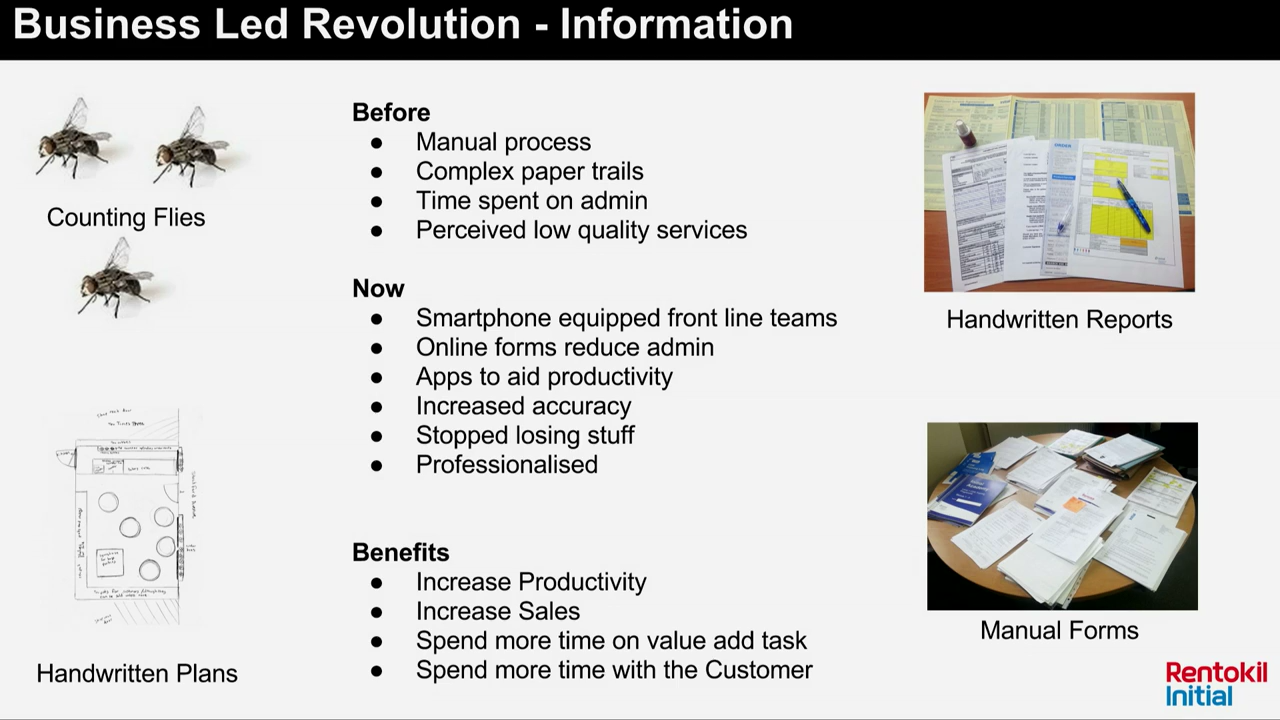 Business Led Revolution - Information
Counting Flies
Handwritten Plans
Before
● Manual process
● Complex paper trails
● Time spent on admin
● Perceived low quality services
Now
● Smartphone equipped front line teams
● Online forms reduce admin
● Apps to aid productivity
● Increased accuracy
● Stopped losing stuff
● Professionalised
Benefits
● Increase Productivity
● Increase Sales
● Spend more time on value add task
● Spend more time with the Customer
ORDER
Handwritten Reports
Manual Forms
Rentokil
Initial